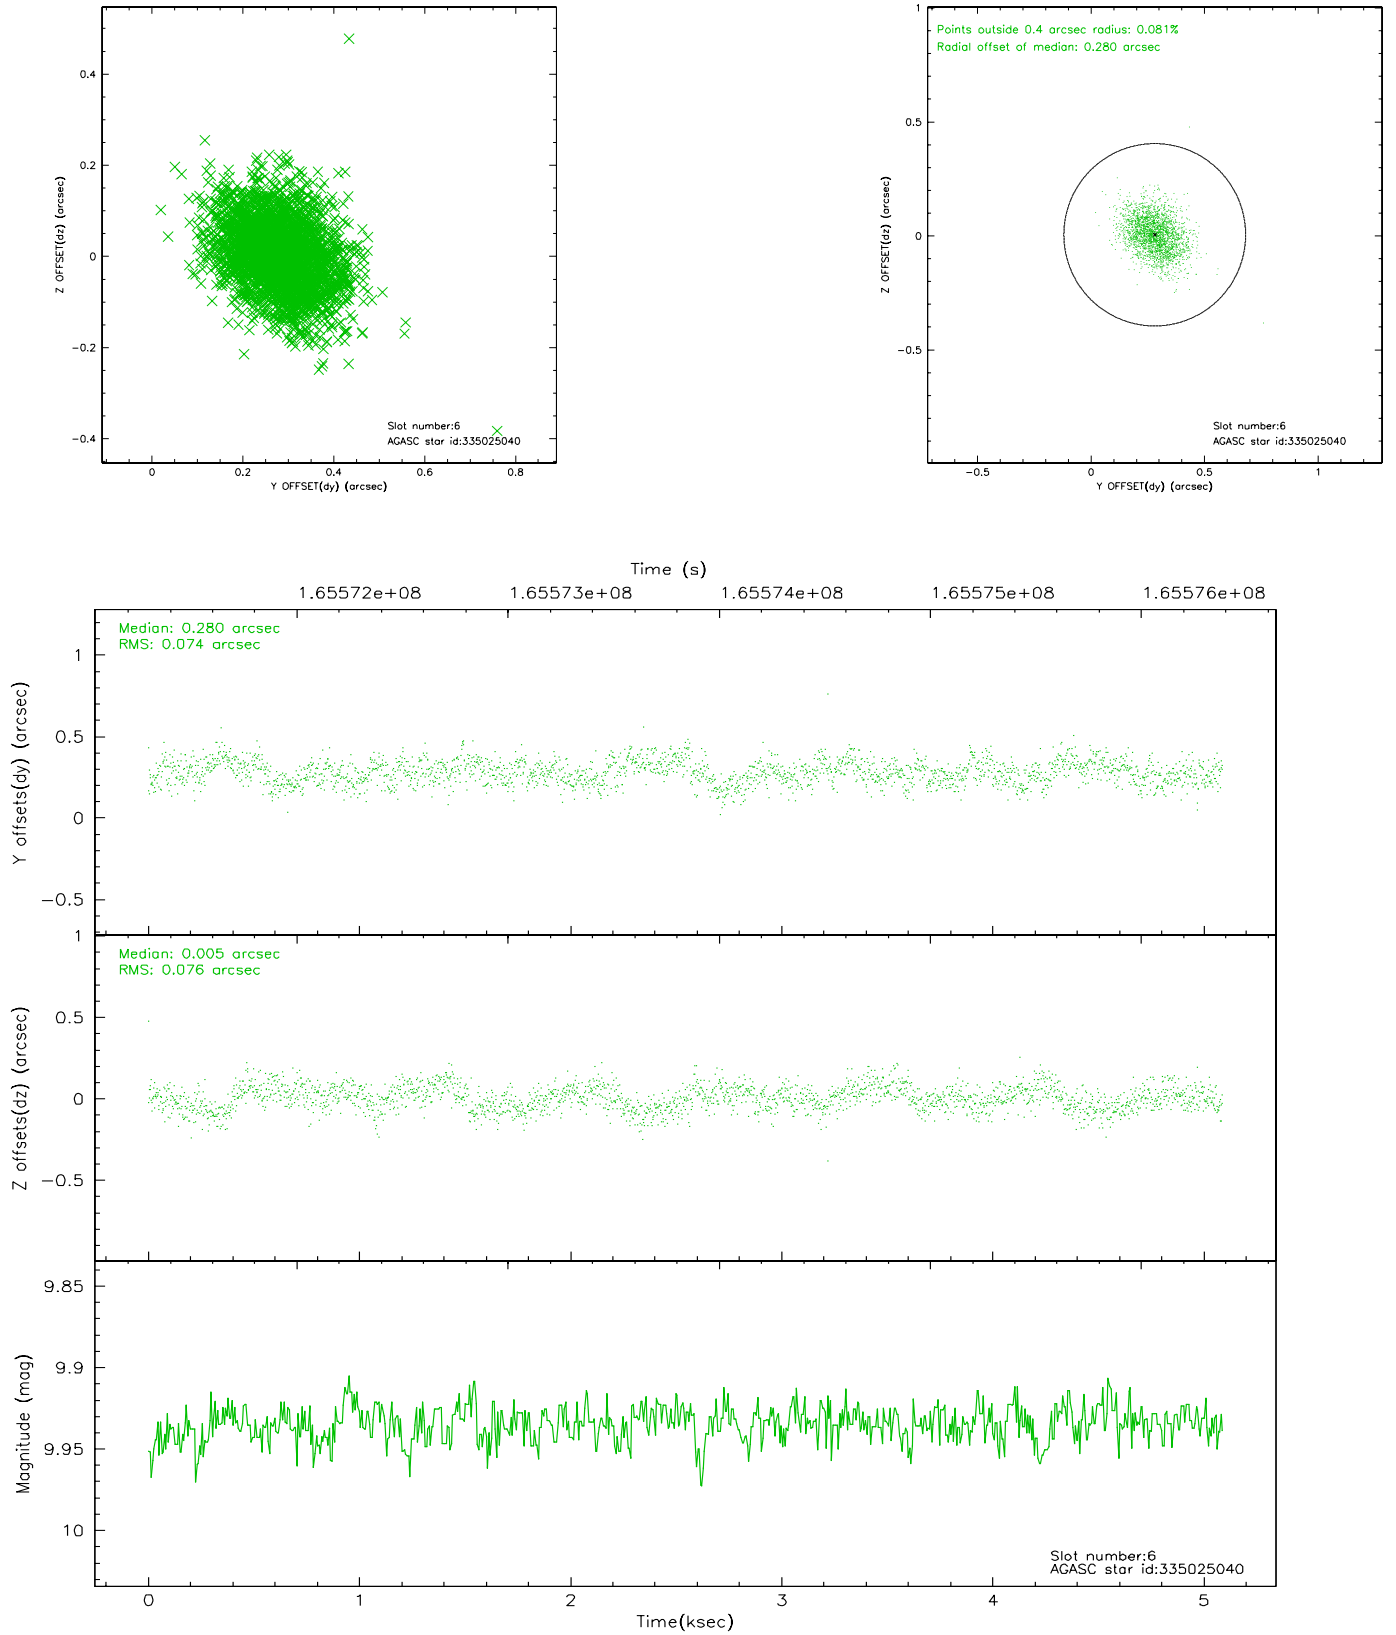 0.4
0.2
0
−0.2
−0.4
Z OFFSET(dz) (arcsec)
Slot number:6
AGASC star id:335025040
0 0.2 0.4 0.6 0.8
Y OFFSET(dy) (arcsec)
Points outside 0.4 arcsec radius: 0.081%
Radial offset of median: 0.280 arcsec
1
0.5
0
−0.5
Z OFFSET(dz) (arcsec)
Slot number:6
AGASC star id:335025040
−0.5 0 0.5 1
Y OFFSET(dy) (arcsec)
Time (s)
1.65572e+08 1.65573e+08 1.65574e+08 1.65575e+08 1.65576e+08
Median: 0.280 arcsec
RMS: 0.074 arcsec
1
0.5
0
−0.5
Y offsets(dy) (arcsec)
Median: 0.005 arcsec
RMS: 0.076 arcsec
1
0.5
0
−0.5
Z offsets(dz) (arcsec)
9.85
9.9
9.95
10
Magnitude (mag)
Slot number:6
AGASC star id:335025040
0 1 2 3 4 5
Time(ksec)